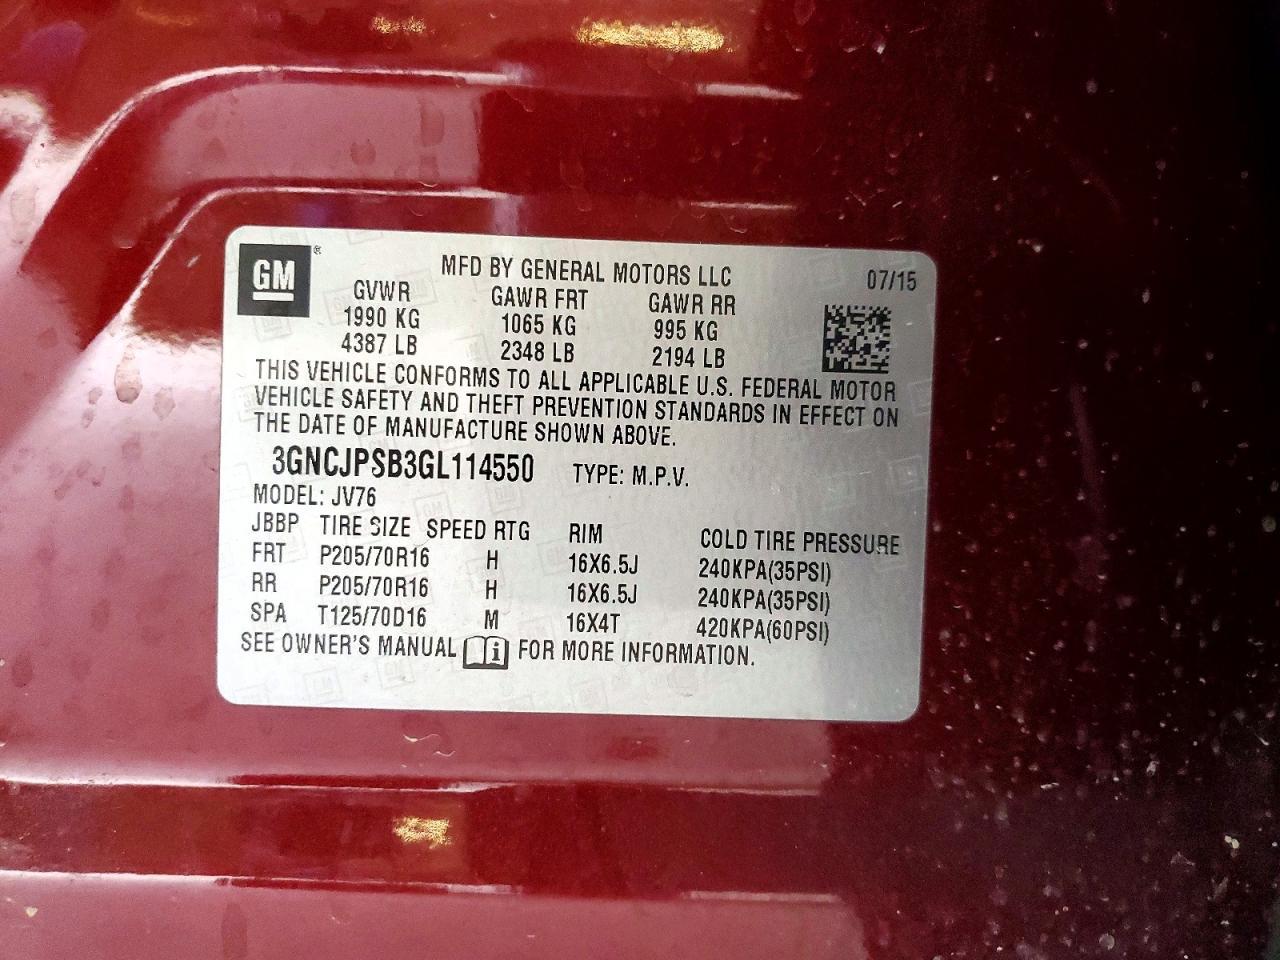 GM®
MFD BY GENERAL MOTORS LLC 07/15
GVWR GAWR FRT GAWR RR
1990 KG 1065 KG 995 KG
4387 LB 2348 LB 2194 LB
THIS VEHICLE CONFORMS TO ALL APPLICABLE U.S. FEDERAL MOTOR
VEHICLE SAFETY AND THEFT PREVENTION STANDARDS IN EFFECT ON
THE DATE OF MANUFACTURE SHOWN ABOVE.
3GNCJPSB3GL114550 TYPE: M.P.V.
MODEL: JV76
JBBP TIRE SIZE SPEED RTG RIM COLD TIRE PRESSURE
FRT P205/70R16 H 16X6.5J 240KPA(35PSI)
RR P205/70R16 H 16X6.5J 240KPA(35PSI)
SPA T125/70D16 M 16X4T 420KPA(60PSI)
SEE OWNER'S MANUAL i FOR MORE INFORMATION.